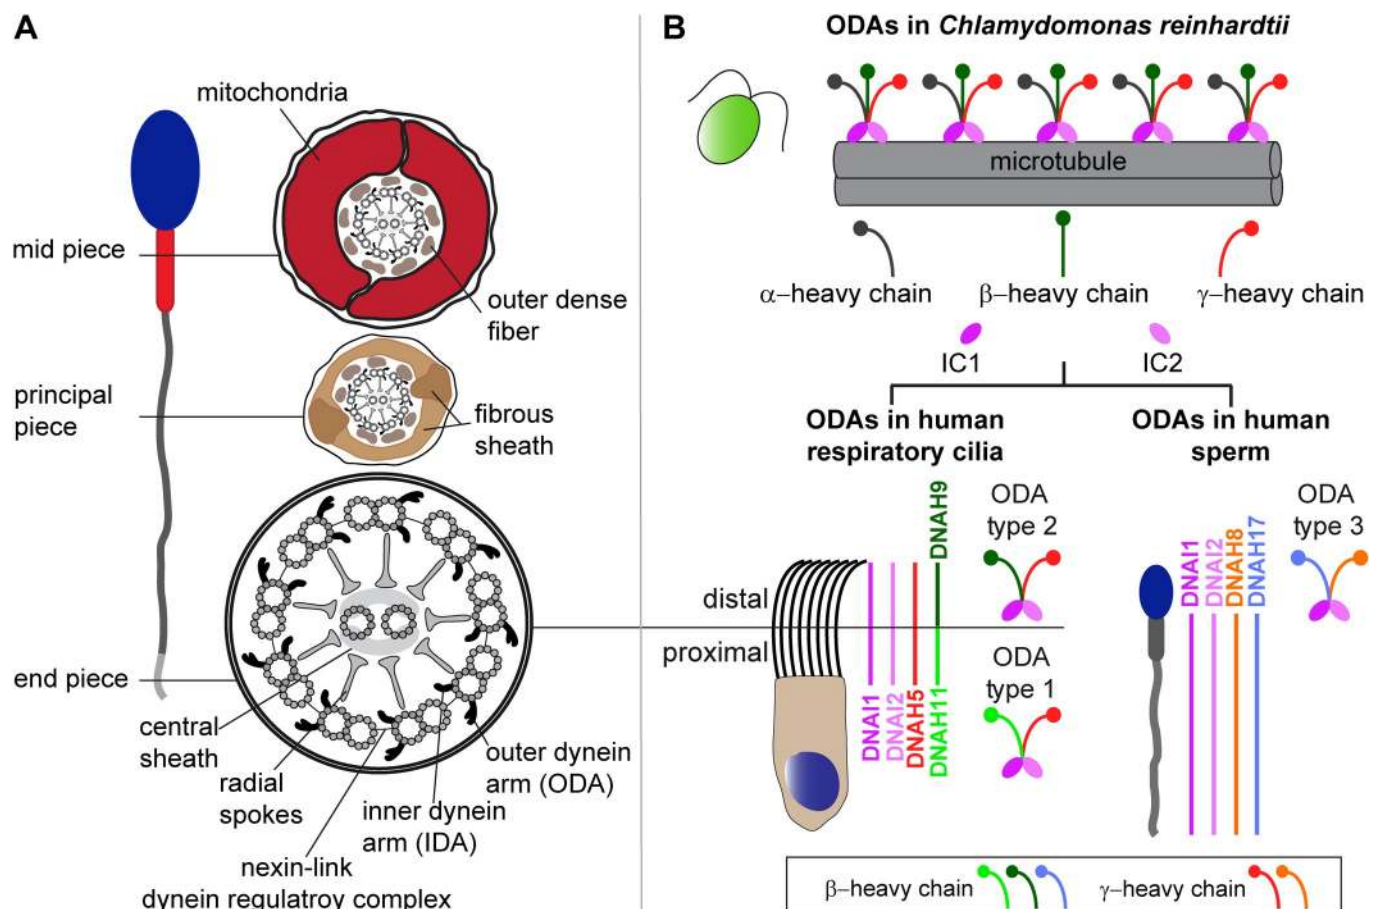 A
mitochondria
mid piece
outer dense
fiber
principal
piece
fibrous
sheath
end piece
central
sheath
radial
spokes
outer dynein
arm (ODA)
inner dynein
arm (IDA)
nexin-link
dynein regulatroy complex
B
ODAs in Chlamydomonas reinhardtii
microtubule
α–heavy chain
β–heavy chain
γ–heavy chain
IC1
IC2
ODAs in human
respiratory cilia
ODAs in human
sperm
DNAH9
ODA
type 2
distal
proximal
ODA
type 1
DNAI1
DNAI2
DNAH5
DNAH11
DNAI1
DNAI2
DNAH8
DNAH17
ODA
type 3
β–heavy chain
γ–heavy chain